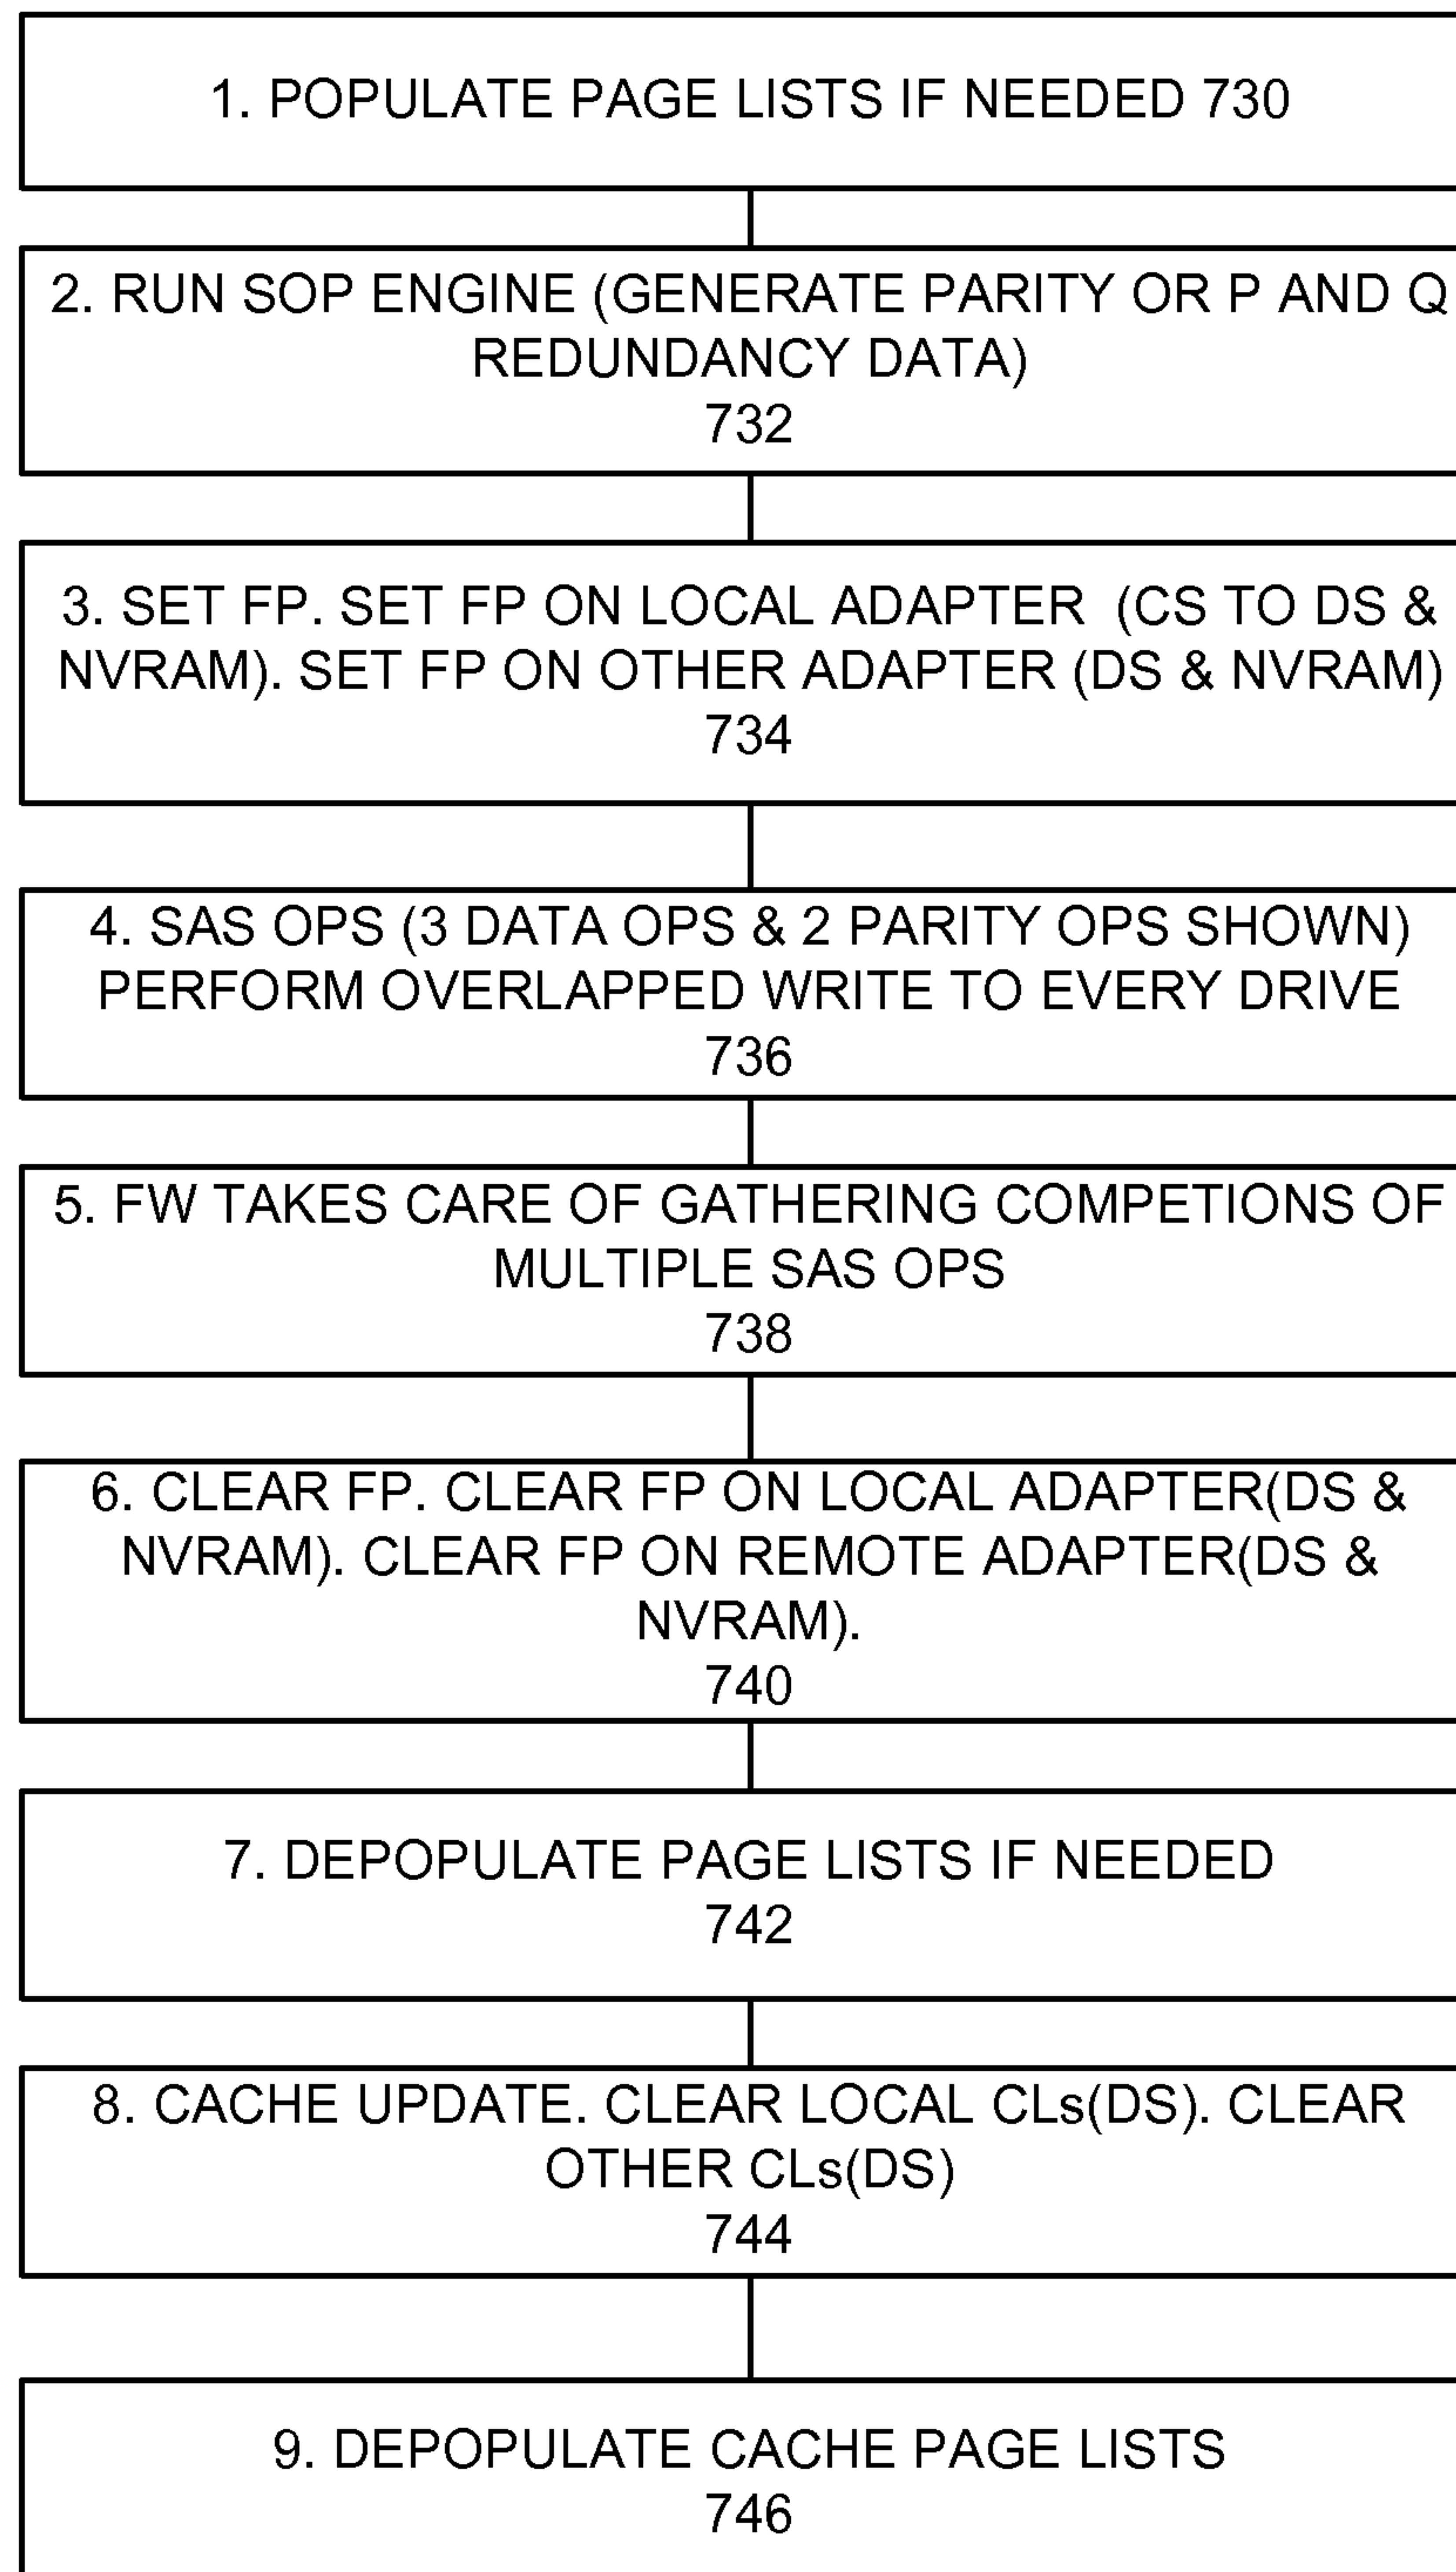 1. POPULATE PAGE LISTS IF NEEDED 730
2. RUN SOP ENGINE (GENERATE PARITY OR P AND Q
REDUNDANCY DATA)
732
3. SET FP. SET FP ON LOCAL ADAPTER (CS TO DS &
NVRAM). SET FP ON OTHER ADAPTER (DS & NVRAM)
734
4. SAS OPS (3 DATA OPS & 2 PARITY OPS SHOWN)
PERFORM OVERLAPPED WRITE TO EVERY DRIVE
736
5. FW TAKES CARE OF GATHERING COMPETIONS OF
MULTIPLE SAS OPS
738
6. CLEAR FP. CLEAR FP ON LOCAL ADAPTER(DS &
NVRAM). CLEAR FP ON REMOTE ADAPTER(DS &
NVRAM).
740
7. DEPOPULATE PAGE LISTS IF NEEDED
742
8. CACHE UPDATE. CLEAR LOCAL CLs(DS). CLEAR
OTHER CLs(DS)
744
9. DEPOPULATE CACHE PAGE LISTS
746